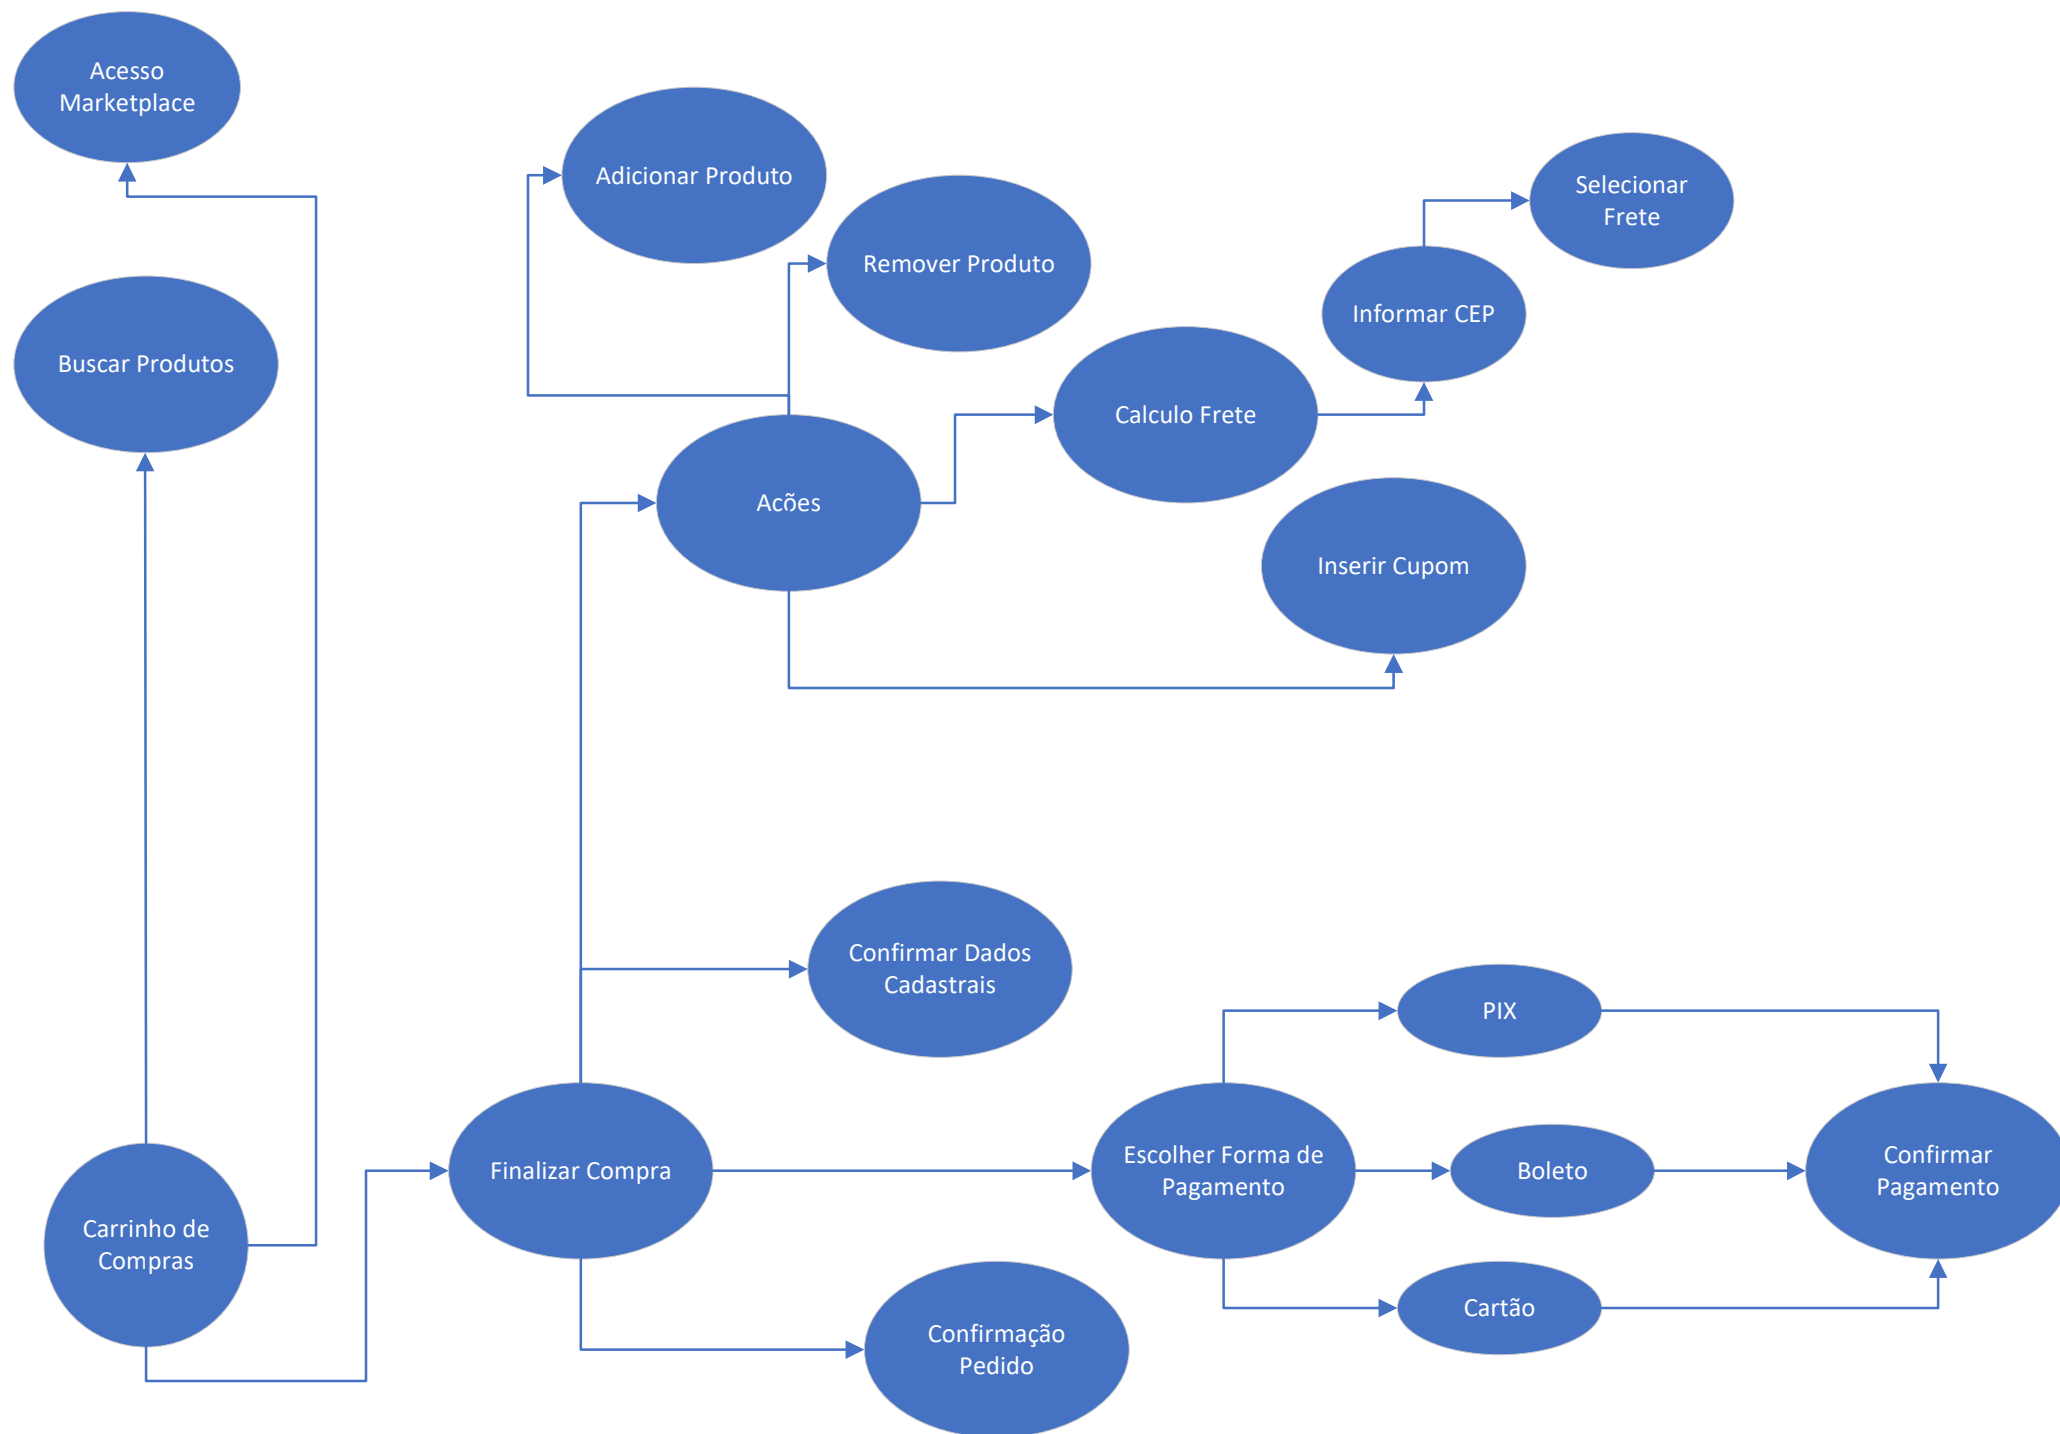 Acesso
Marketplace
Adicionar Produto
Remover Produto
Selecionar
Frete
Informar CEP
Buscar Produtos
Calculo Frete
Acões
Inserir Cupom
Confirmar Dados
Cadastrais
PIX
Finalizar Compra
Escolher Forma de
Pagamento
Boleto
Confirmar
Pagamento
Carrinho de
Compras
Cartão
Confirmação
Pedido